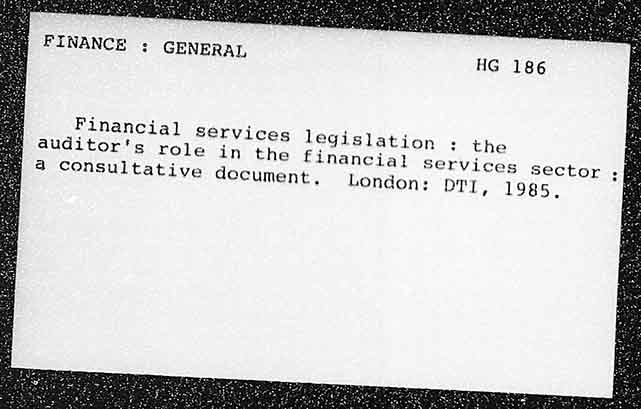 FINANCE : GENERAL
HG 186
Financial services legislation : the
auditor's role in the financial services sector :
a consultative document. London: DTI, 1985.